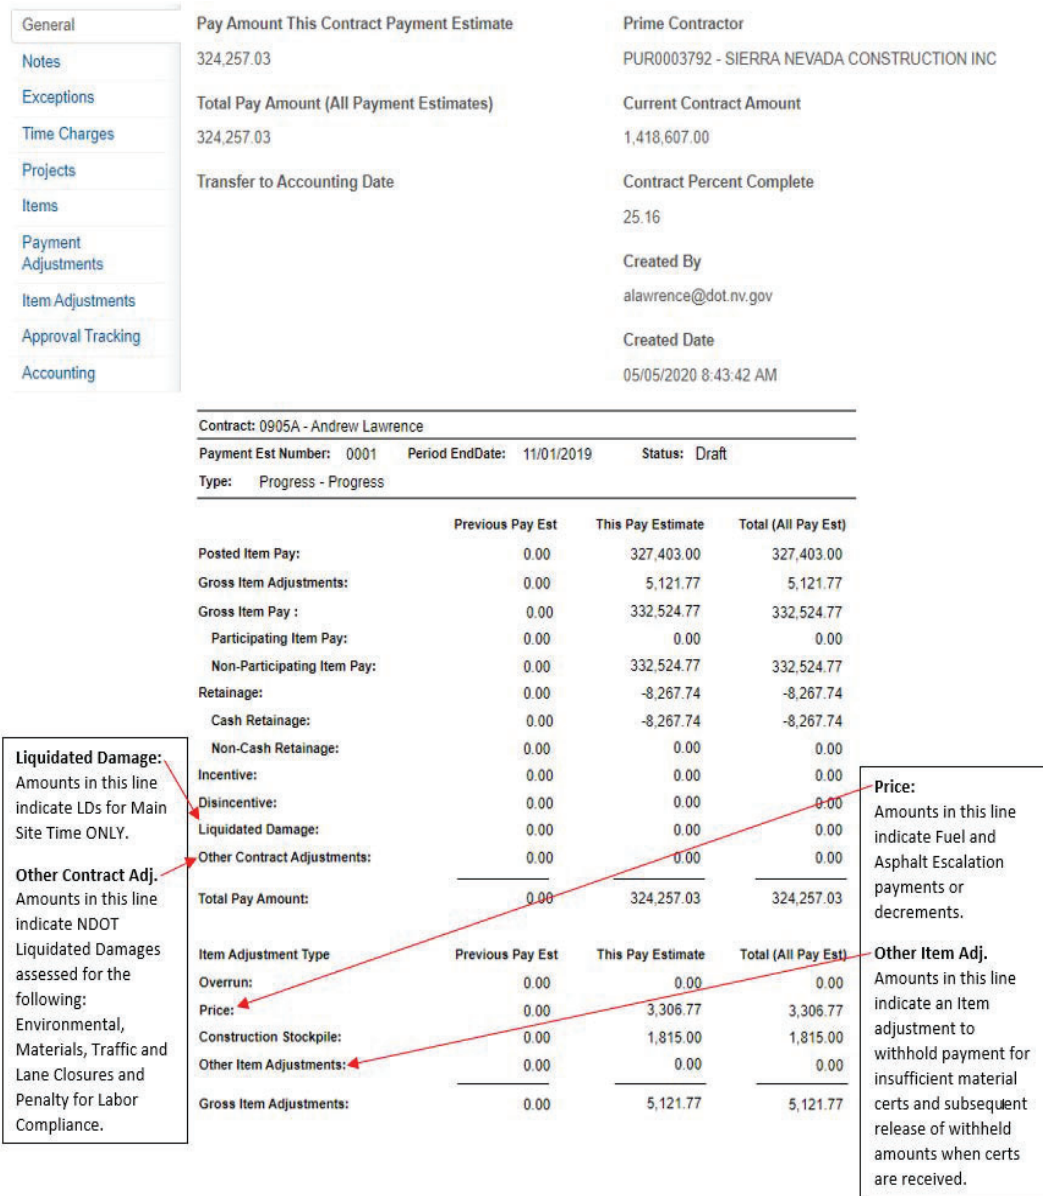 General
Notes
Exceptions
Time Charges
Projects
Items
Payment
Adjustments
Item Adjustments
Approval Tracking
Accounting
Pay Amount This Contract Payment Estimate
324,257.03
Total Pay Amount (All Payment Estimates)
324,257.03
Transfer to Accounting Date
Prime Contractor
PUR0003792 - SIERRA NEVADA CONSTRUCTION INC
Current Contract Amount
1,418,607.00
Contract Percent Complete
25.16
Created By
alawrence@dot.nv.gov
Created Date
05/05/2020 8:43:42 AM
Contract: 0905A - Andrew Lawrence
Payment Est Number: 0001 Period EndDate: 11/01/2019 Status: Draft
Type: Progress - Progress
Previous Pay Est This Pay Estimate Total (All Pay Est)
Posted Item Pay: 0.00 327,403.00 327,403.00
Gross Item Adjustments: 0.00 5,121.77 5,121.77
Gross Item Pay : 0.00 332,524.77 332,524.77
Participating Item Pay: 0.00 0.00 0.00
Non-Participating Item Pay: 0.00 332,524.77 332,524.77
Retainage: 0.00 -8,267.74 -8,267.74
Cash Retainage: 0.00 -8,267.74 -8,267.74
Non-Cash Retainage: 0.00 0.00 0.00
Incentive: 0.00 0.00 0.00
Disincentive: 0.00 0.00 0.00
Liquidated Damage: 0.00 0.00 0.00
Other Contract Adjustments: 0.00 0.00 0.00
Total Pay Amount: 0.00 324,257.03 324,257.03
Item Adjustment Type Previous Pay Est This Pay Estimate Total (All Pay Est)
Overrun: 0.00 0.00 0.00
Price: 0.00 3,306.77 3,306.77
Construction Stockpile: 0.00 1,815.00 1,815.00
Other Item Adjustments: 0.00 0.00 0.00
Gross Item Adjustments: 0.00 5,121.77 5,121.77
Liquidated Damage:
Amounts in this line
indicate LDs for Main
Site Time ONLY.
Other Contract Adj.
Amounts in this line
indicate NDOT
Liquidated Damages
assessed for the
following:
Environmental,
Materials, Traffic and
Lane Closures and
Penalty for Labor
Compliance.
Price:
Amounts in this line
indicate Fuel and
Asphalt Escalation
payments or
decrements.
Other Item Adj.
Amounts in this line
indicate an Item
adjustment to
withhold payment for
insufficient material
certs and subsequent
release of withheld
amounts when certs
are received.